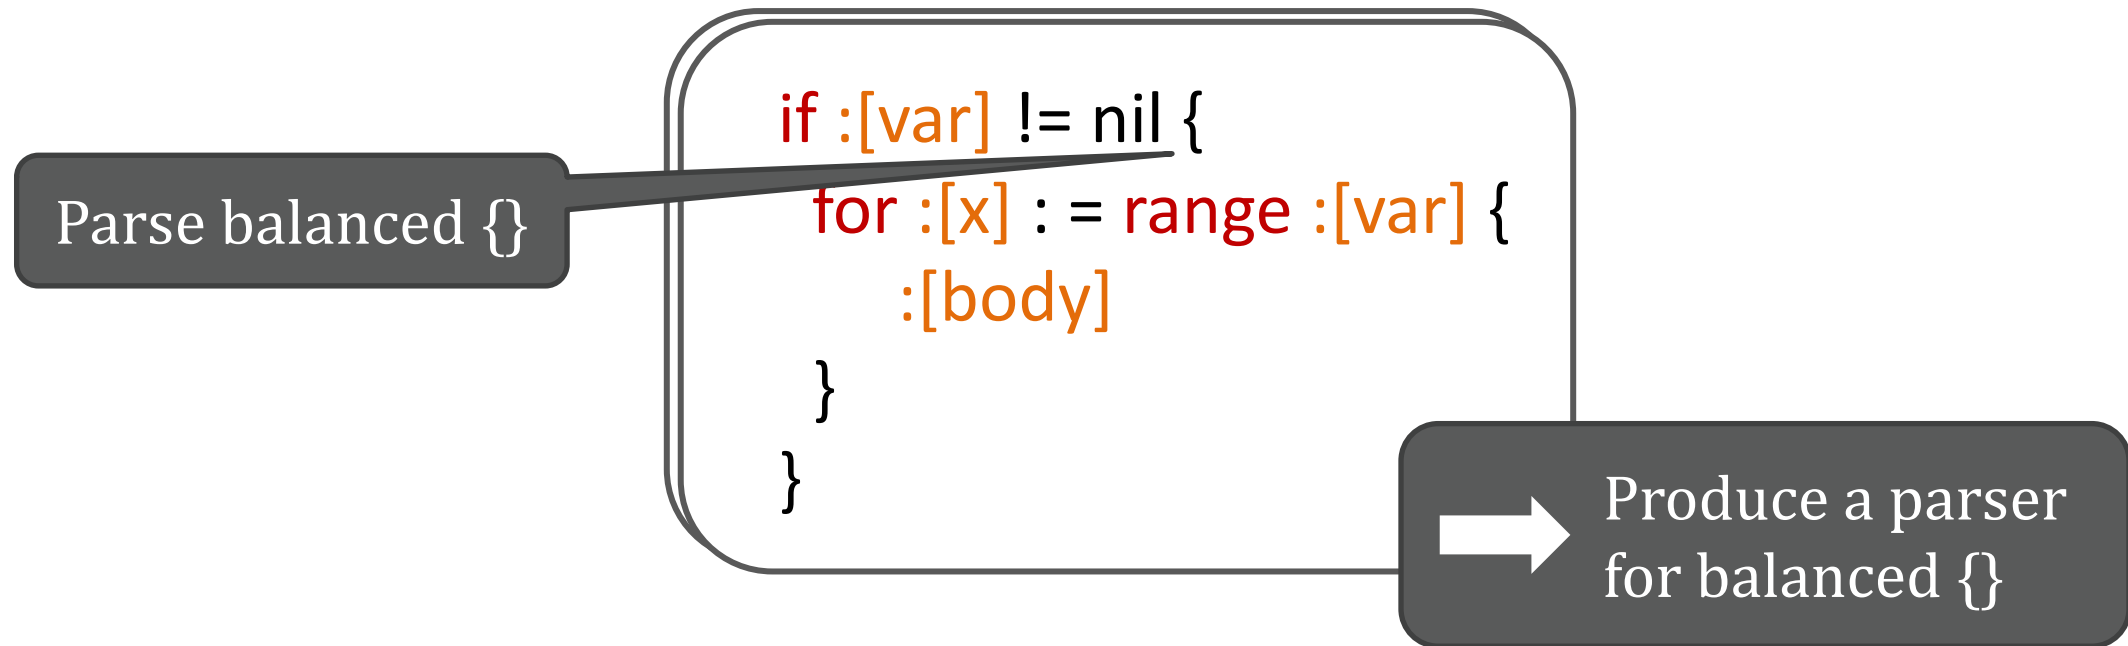 if :[var] != nil {
Parse balanced {}
for :[x] : = range :[var] {
:[body]
}
}
Produce a parser
for balanced {}